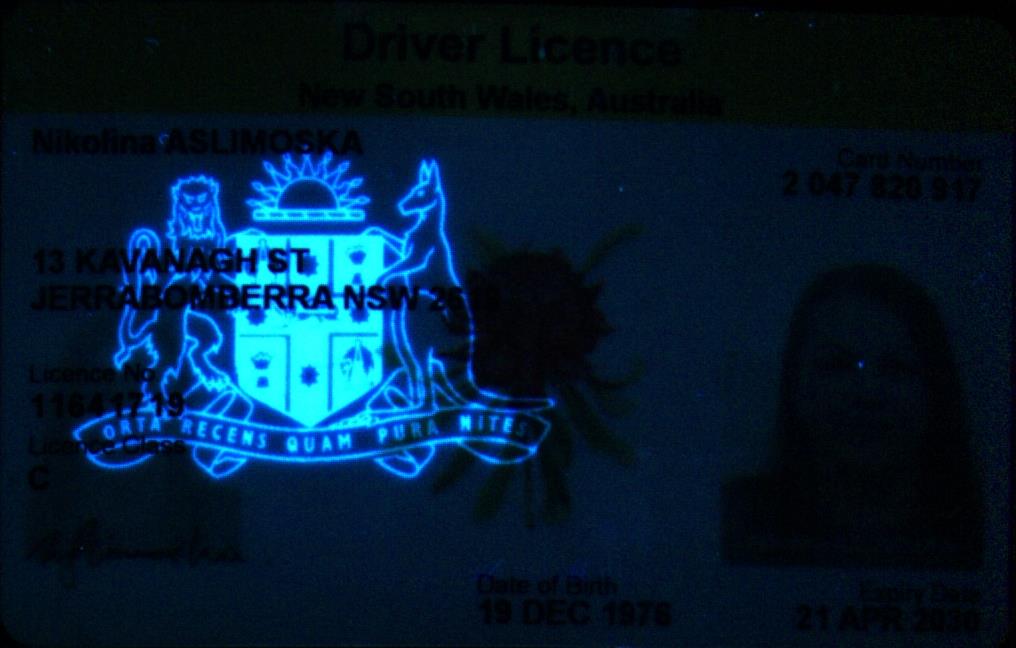 Driver Licence
New South Wales, Australia
Nikolina ASLIMOSKA
Card Number
2 047 820 917
13 KAVANAGH ST
JERRABOMBERRA NSW 2619
Licence No.
11641719
Licence Class
C
ORTA RECENS QUAM PURA NITES
Date of Birth
19 DEC 1976
Expiry Date
21 APR 2030